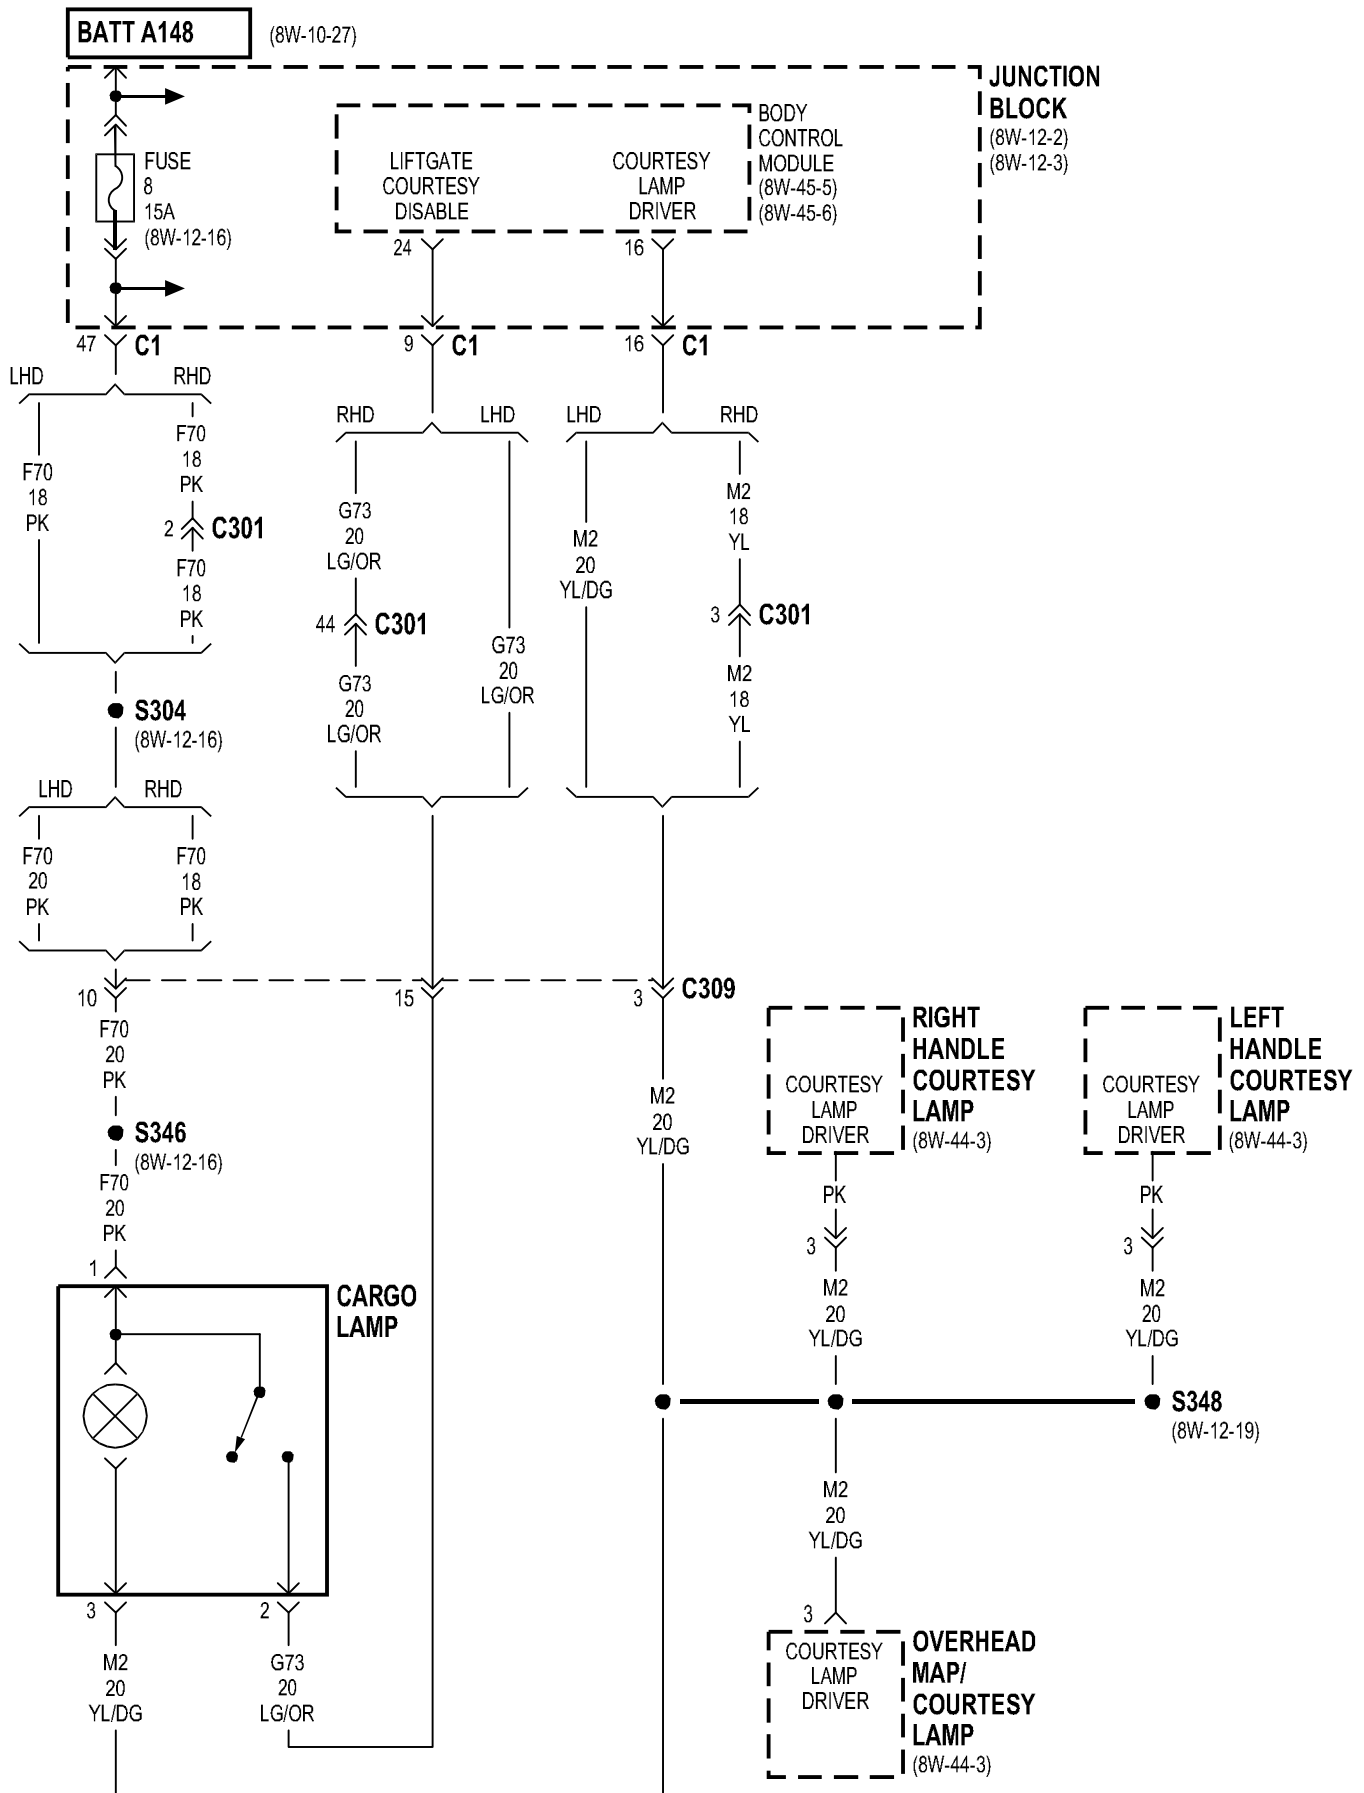 BATT A148
(8W-10-27)
JUNCTION
BLOCK
(8W-12-2)
(8W-12-3)
BODY
CONTROL
MODULE
(8W-45-5)
(8W-45-6)
FUSE
8
15A
(8W-12-16)
LIFTGATE
COURTESY
DISABLE
COURTESY
LAMP
DRIVER
24
16
47
C1
9
C1
16
C1
LHD
RHD
RHD
LHD
LHD
RHD
F70
18
PK
F70
18
PK
2
C301
F70
18
PK
G73
20
LG/OR
44
C301
G73
20
LG/OR
G73
20
LG/OR
M2
20
YL/DG
M2
18
YL
3
C301
M2
18
YL
S304
(8W-12-16)
LHD
RHD
F70
20
PK
F70
18
PK
10
15
3
C309
F70
20
PK
S346
(8W-12-16)
F70
20
PK
1
CARGO
LAMP
M2
20
YL/DG
RIGHT
HANDLE
COURTESY
LAMP
(8W-44-3)
COURTESY
LAMP
DRIVER
LEFT
HANDLE
COURTESY
LAMP
(8W-44-3)
COURTESY
LAMP
DRIVER
PK
3
M2
20
YL/DG
PK
3
M2
20
YL/DG
S348
(8W-12-19)
M2
20
YL/DG
3
COURTESY
LAMP
DRIVER
OVERHEAD
MAP/
COURTESY
LAMP
(8W-44-3)
3
2
M2
20
YL/DG
G73
20
LG/OR